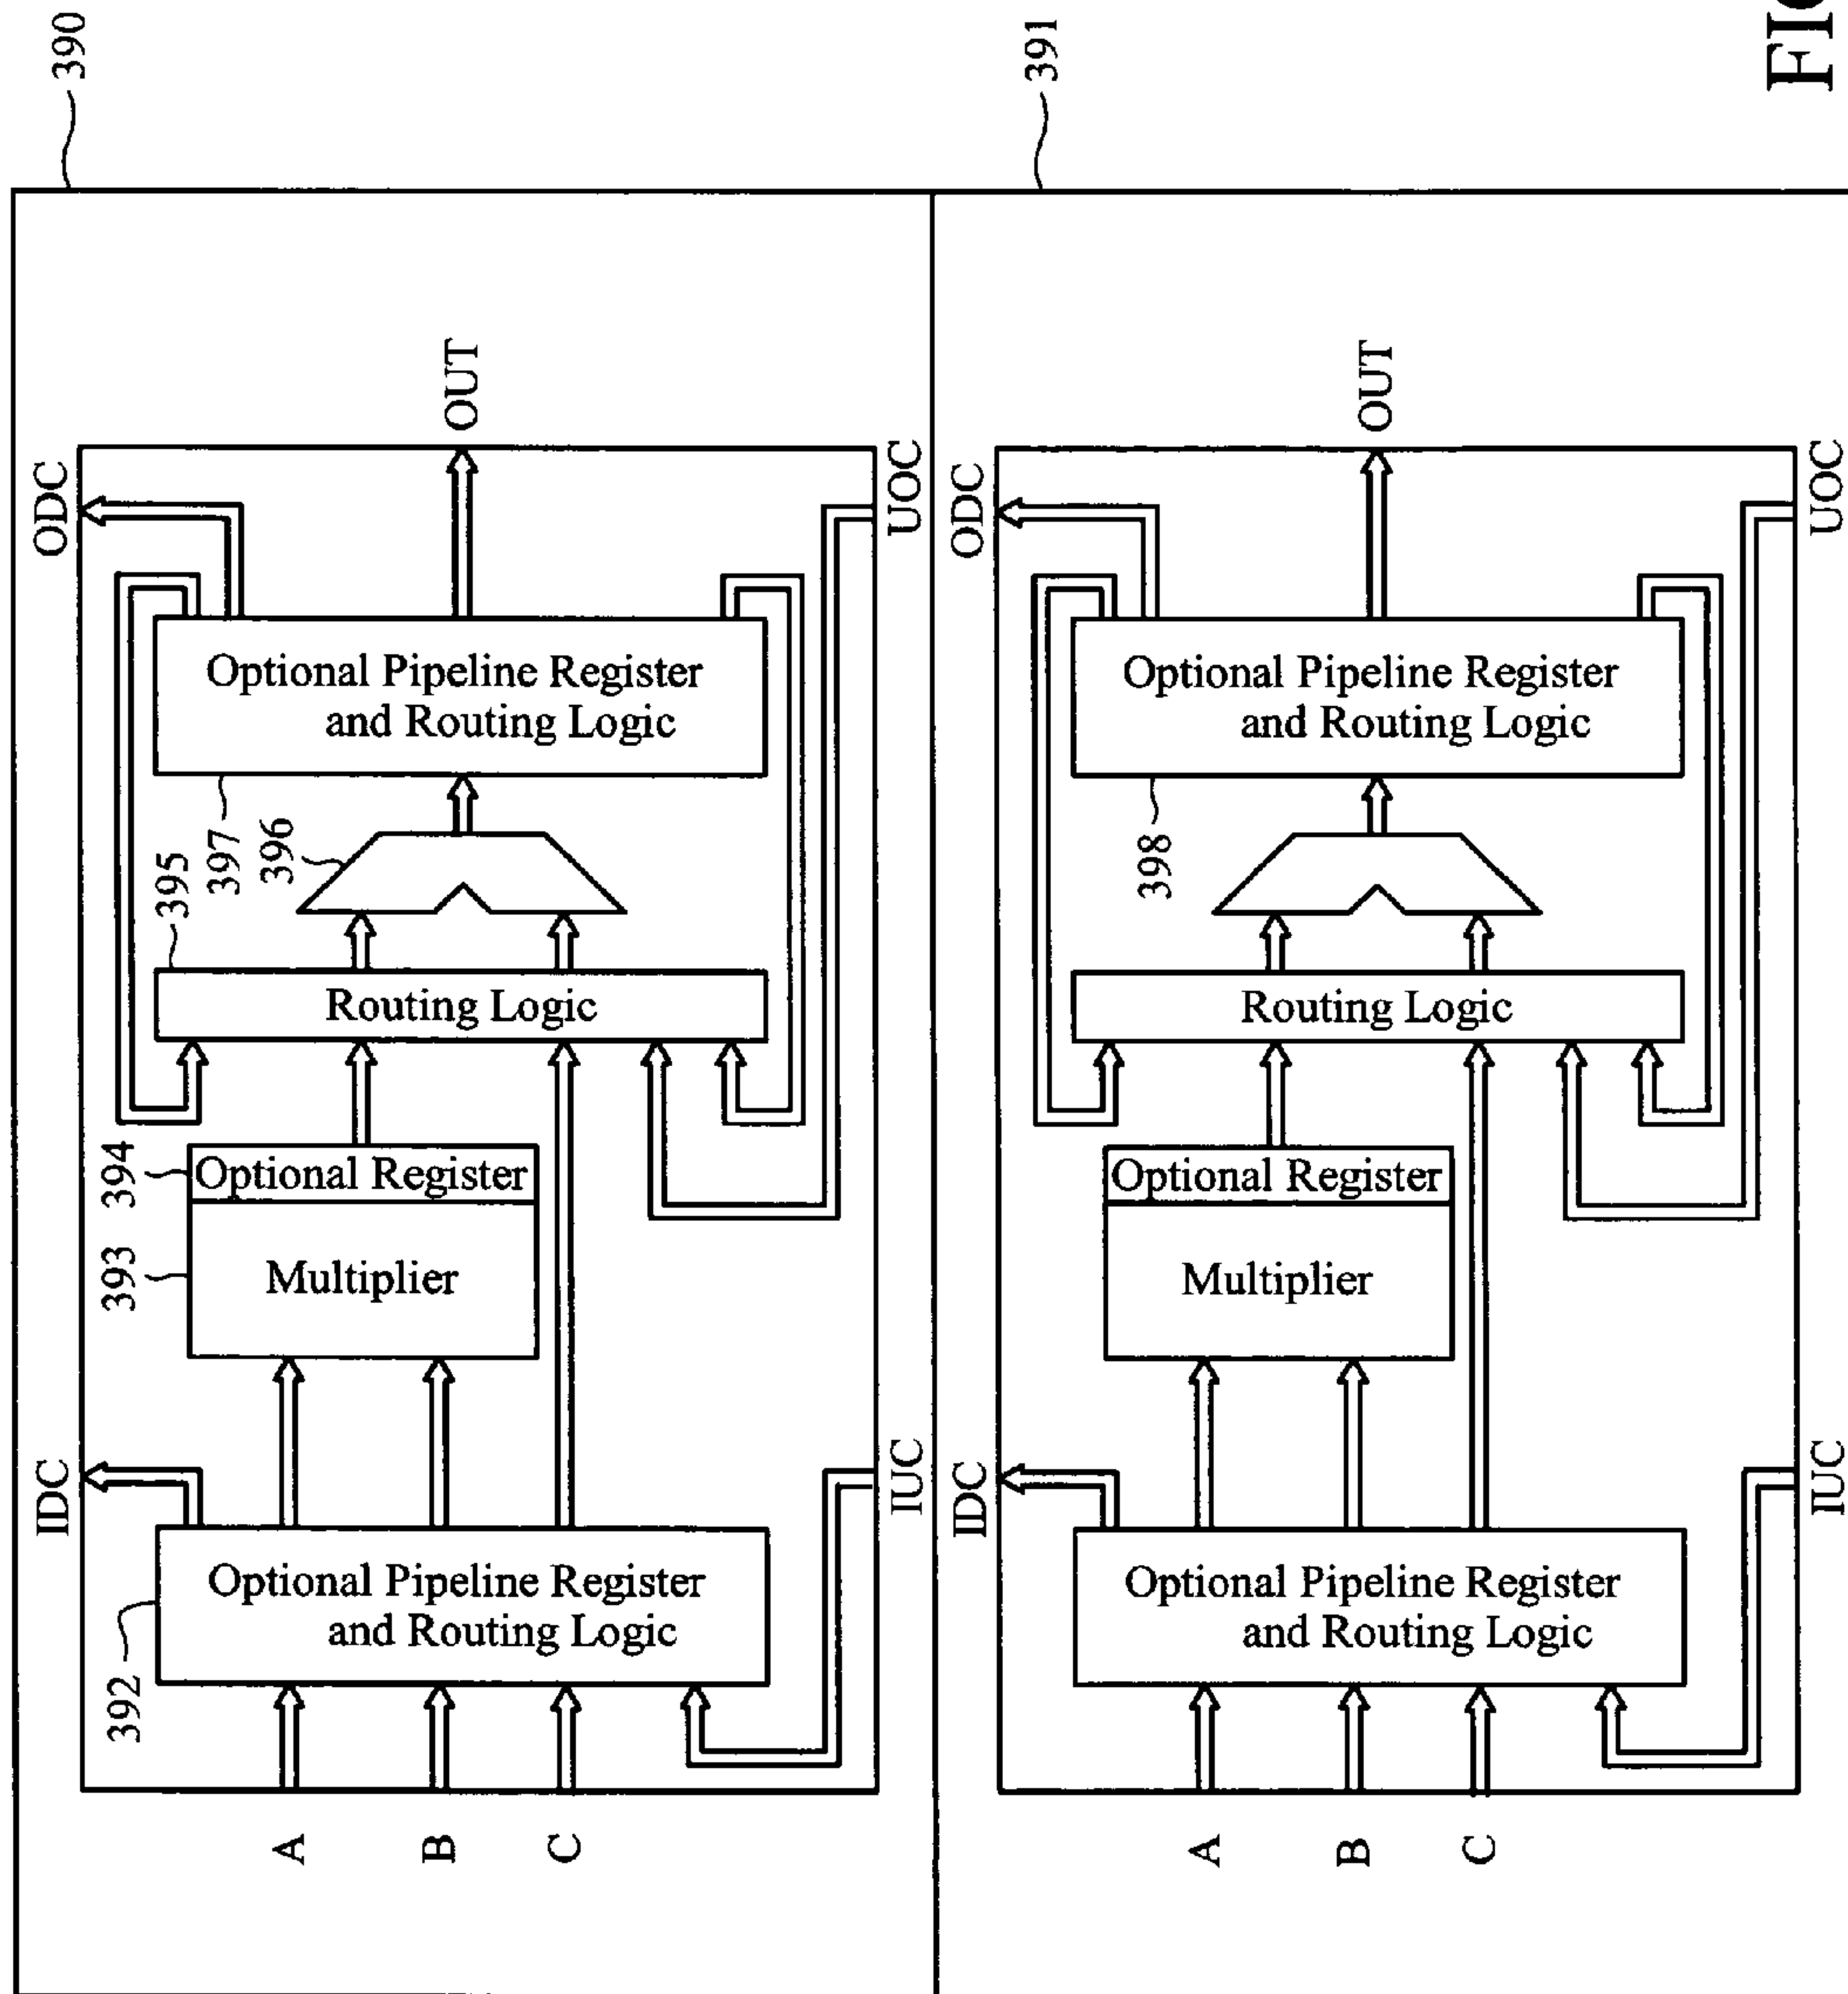 390
ODC
OUT
UOC
Optional Pipeline Register
and Routing Logic
397
396
395
Routing Logic
394
Optional Register
393
Multiplier
IDC
IUC
Optional Pipeline Register
and Routing Logic
392
A
B
C
391
ODC
OUT
UOC
Optional Pipeline Register
and Routing Logic
398
Routing Logic
Optional Register
Multiplier
IDC
IUC
Optional Pipeline Register
and Routing Logic
A
B
C